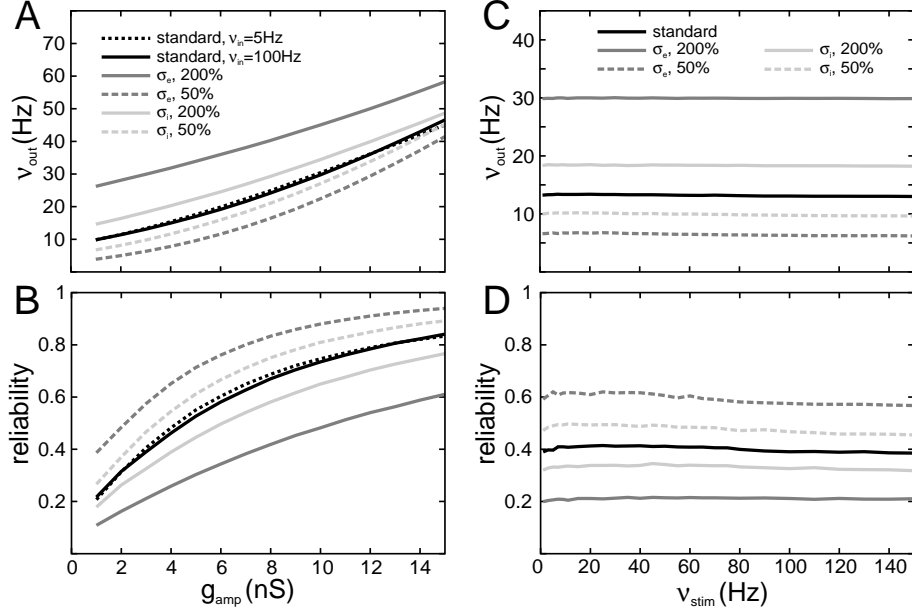 A
ν_out (Hz)
80
70
60
50
40
30
20
10
standard, ν_in=5Hz
standard, ν_in=100Hz
σ_e, 200%
σ_e, 50%
σ_i, 200%
σ_i, 50%
C
ν_out (Hz)
40
30
20
10
standard
σ_e, 200%
σ_e, 50%
σ_i, 200%
σ_i, 50%
B
reliability
1
0.8
0.6
0.4
0.2
0 2 4 6 8 10 12 14
g_amp (nS)
D
reliability
1
0.8
0.6
0.4
0.2
0 20 40 60 80 100 120 140
ν_stim (Hz)